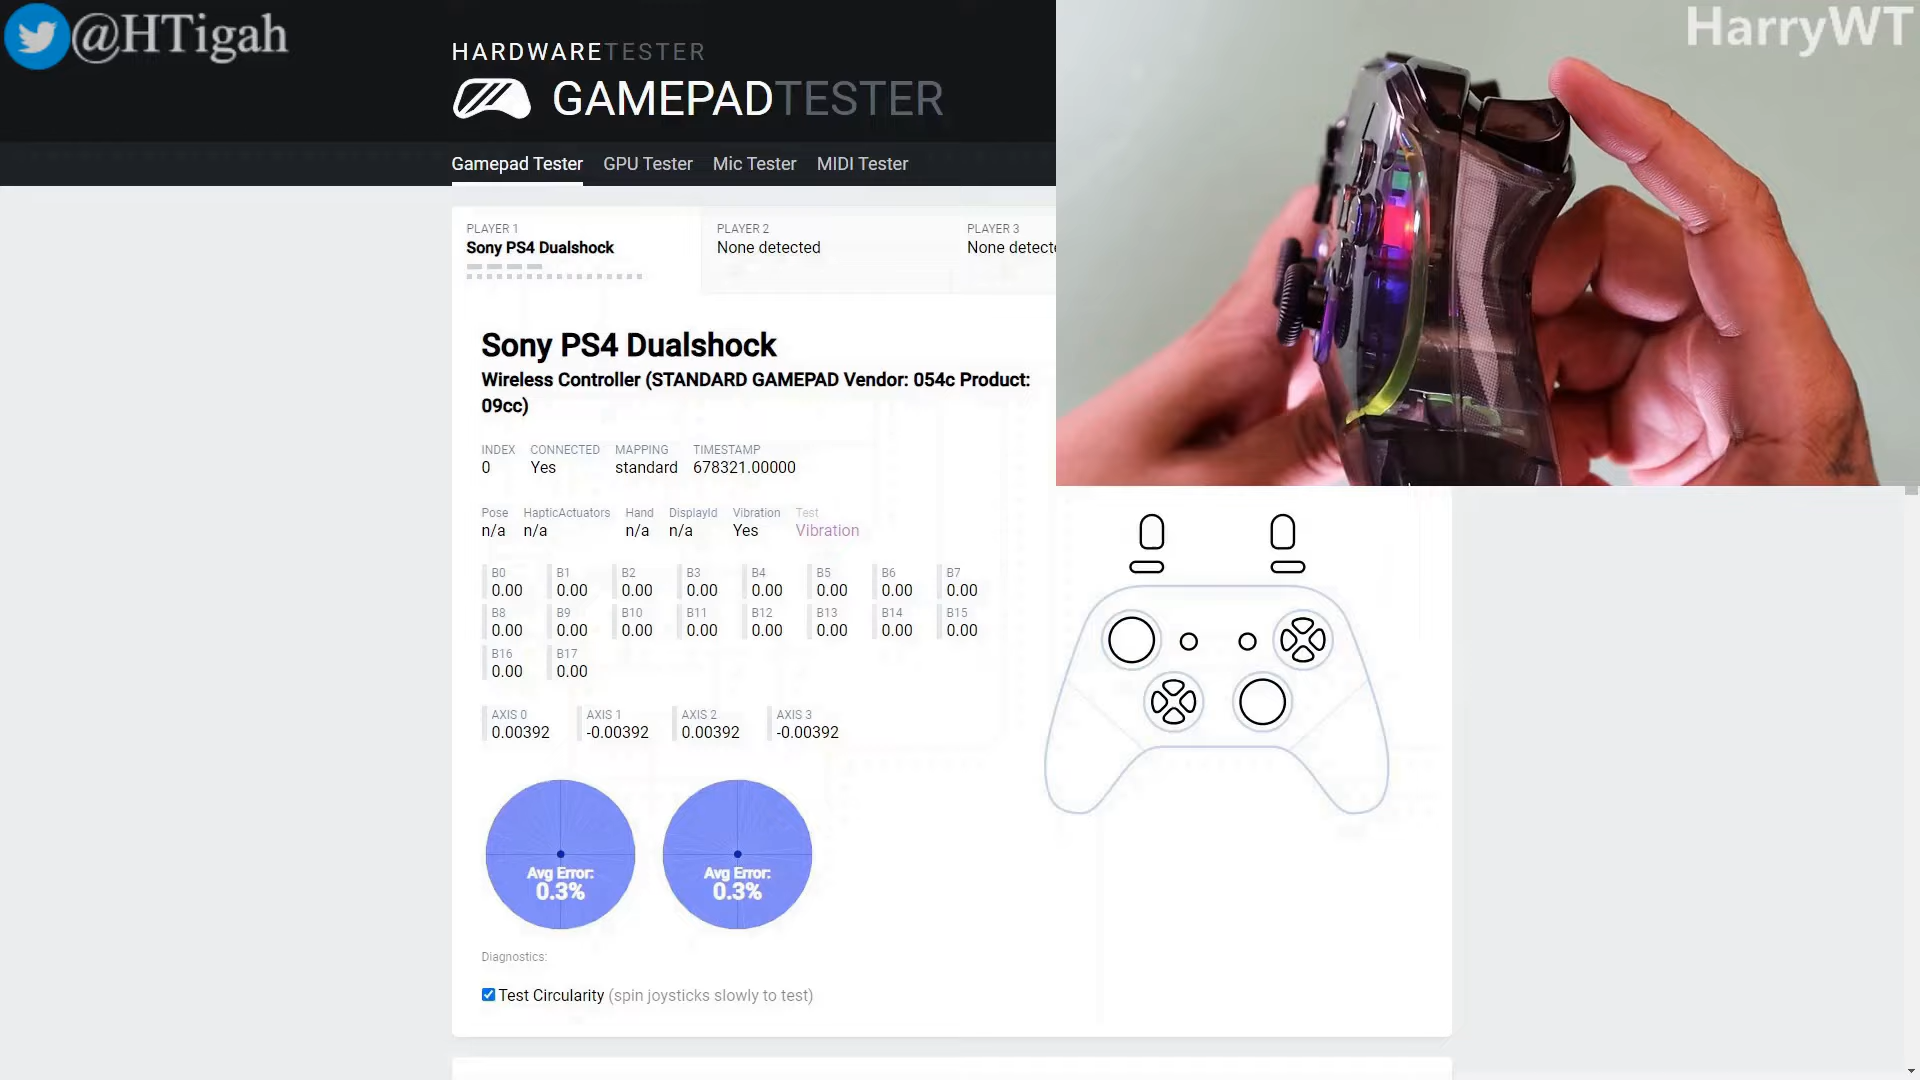 @HTigah
HARDWARETESTER
GAMEPADTESTER
Gamepad Tester GPU Tester Mic Tester MIDI Tester
HarryWT
PLAYER 1 PLAYER 2 PLAYER 3
Sony PS4 Dualshock None detected None detecte
Sony PS4 Dualshock
Wireless Controller (STANDARD GAMEPAD Vendor: 054c Product:
09cc)
INDEX CONNECTED MAPPING TIMESTAMP
0 Yes standard 678321.00000
Pose HapticActuators Hand DisplayId Vibration Test
n/a n/a n/a n/a Yes Vibration
B0 B1 B2 B3 B4 B5 B6 B7
0.00 0.00 0.00 0.00 0.00 0.00 0.00 0.00
B8 B9 B10 B11 B12 B13 B14 B15
0.00 0.00 0.00 0.00 0.00 0.00 0.00 0.00
B16 B17
0.00 0.00
AXIS 0 AXIS 1 AXIS 2 AXIS 3
0.00392 -0.00392 0.00392 -0.00392
Avg Error: Avg Error:
0.3% 0.3%
Diagnostics:
Test Circularity (spin joysticks slowly to test)